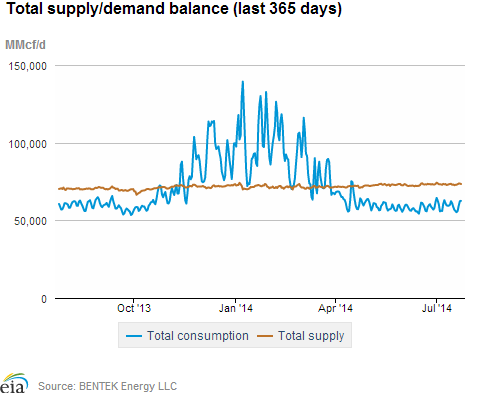 Total supply/demand balance (last 365 days)
MMcf/d
150,000
100,000
50,000
0
Oct '13 Jan '14 Apr '14 Jul '14
Total consumption Total supply
eia Source: BENTEK Energy LLC